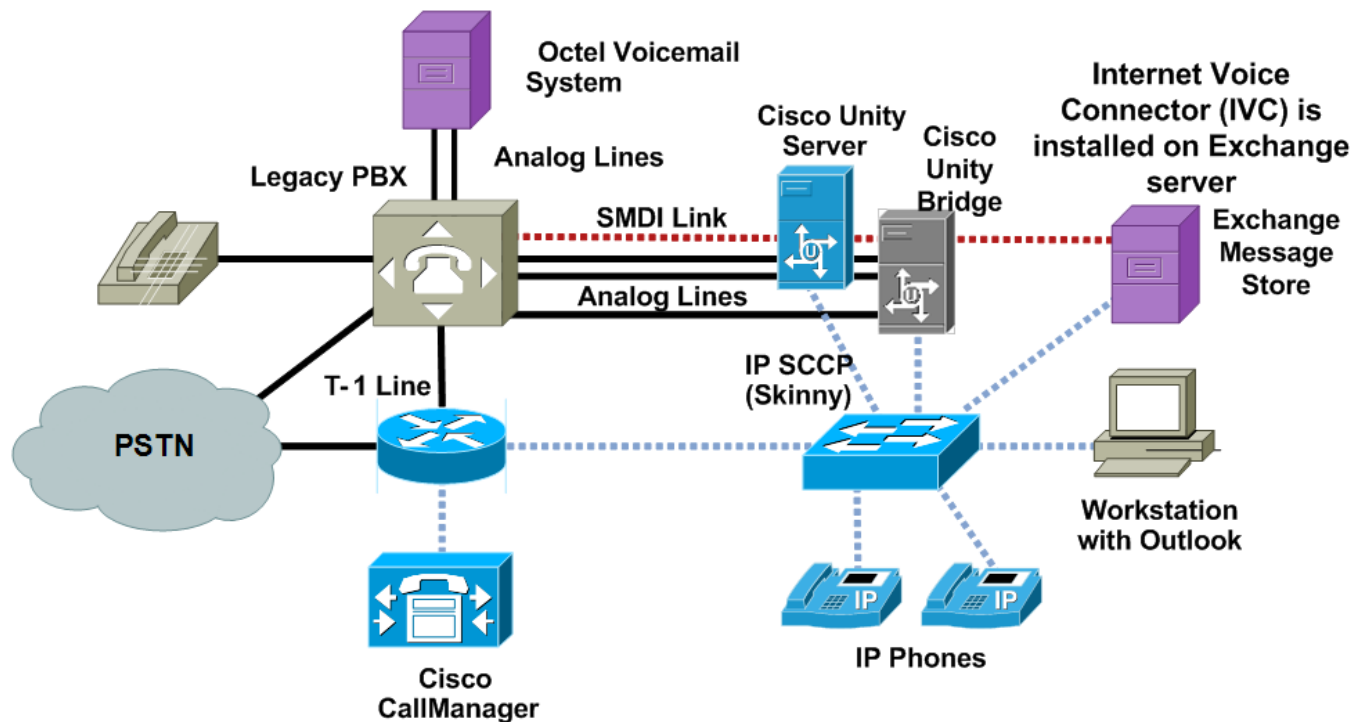 Octel Voicemail
System
Analog Lines
Legacy PBX
Cisco Unity
Server
Cisco
Unity
Bridge
Internet Voice
Connector (IVC) is
installed on Exchange
server
SMDI Link
Exchange
Message
Store
U
U
Analog Lines
IP SCCP
(Skinny)
T-1 Line
PSTN
Workstation
with Outlook
IP
IP
IP Phones
Cisco
CallManager